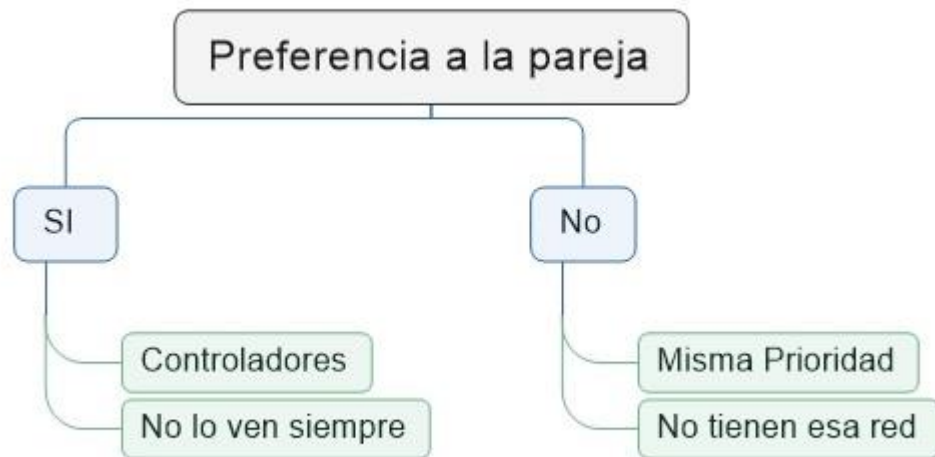 Preferencia a la pareja
SI
No
Controladores
Misma Prioridad
No lo ven siempre
No tienen esa red